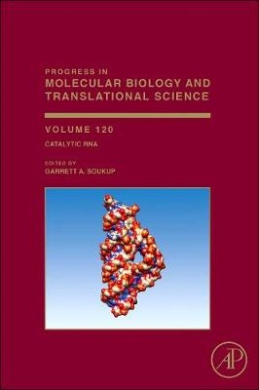 PROGRESS IN
MOLECULAR BIOLOGY AND
TRANSLATIONAL SCIENCE
VOLUME 120
CATALYTIC RNA
EDITED BY
GARRETT A. SOUKUP
AP